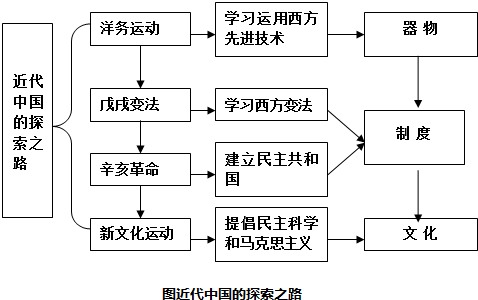 近代
中国
的探
索之
路
洋务运动
学习运用西方
先进技术
器 物
戊戌变法
学习西方变法
制 度
辛亥革命
建立民主共和
国
新文化运动
提倡民主科学
和马克思主义
文 化
图近代中国的探索之路